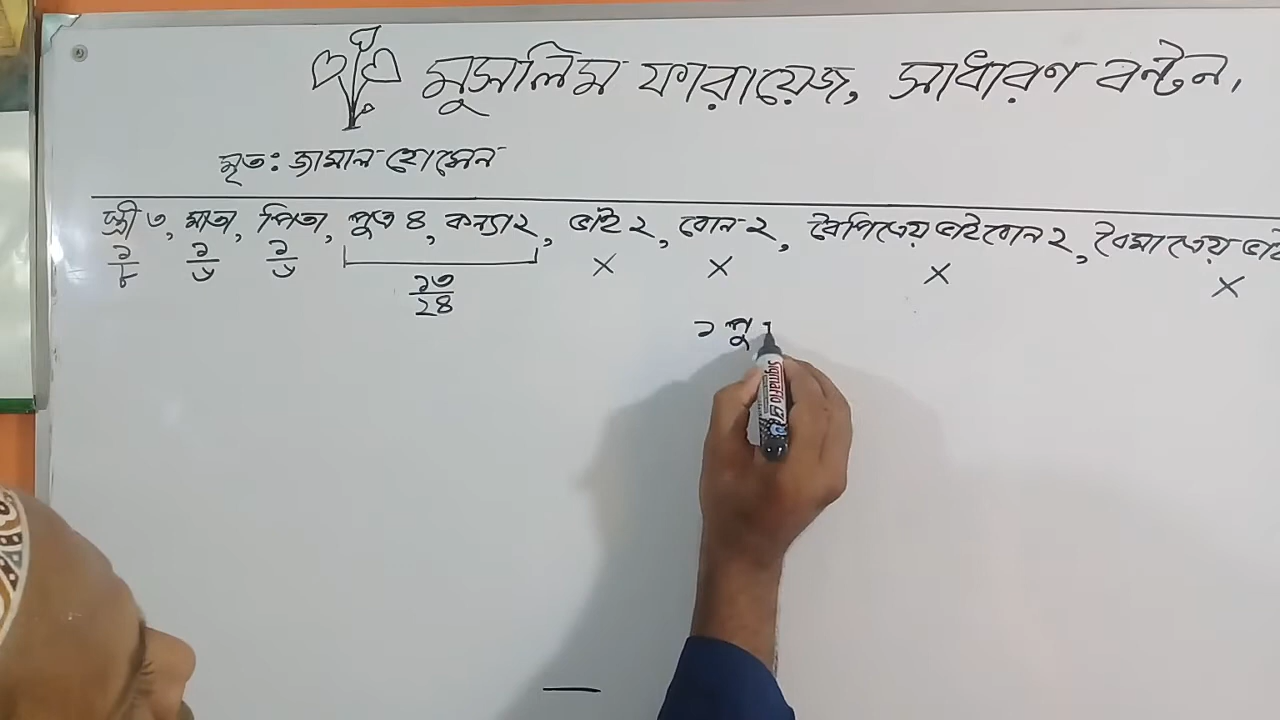 মুসলিম ফারায়েজ, সাধারণ বন্টন,
মৃত: জামাল হোসেন
স্ত্রী ৩, মাতা, পিতা, পুত্র ৪, কন্যা ২, ভাই ২, বোন ২, বৈপিত্রেয় ভাইবোন ২, বৈমাত্রেয় ভাই
১/৮ ১/৬ ১/৬ × × × ×
১৩/২৪
১ পু